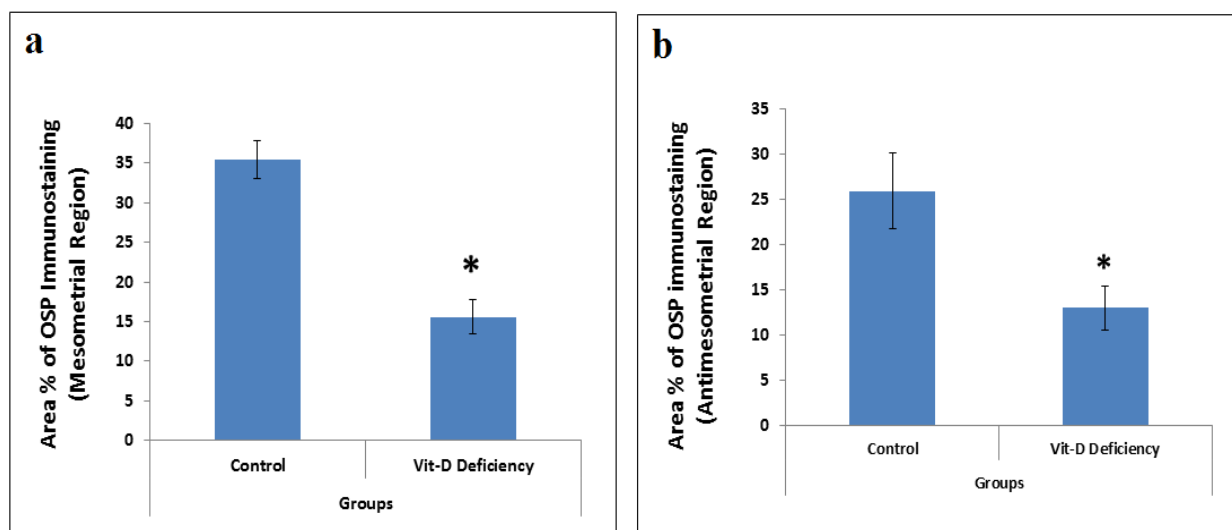 a
Area % of OSP Immunostaining
(Mesometrial Region)
40
35
30
25
20
15
10
5
0
*
Control
Vit-D Deficiency
Groups
b
Area % of OSP immunostaining
(Antimesometrial Region)
35
30
25
20
15
10
5
0
*
Control
Vit-D Deficiency
Groups